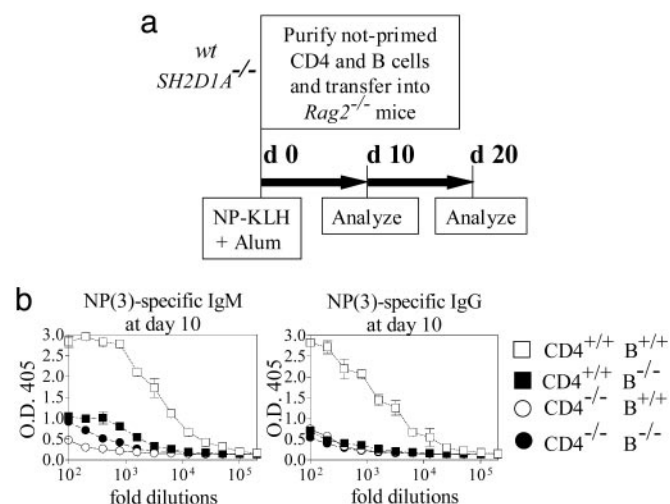 a
wt
SH2D1A-/-
Purify not-primed
CD4 and B cells
and transfer into
Rag2-/- mice
d 0
d 10
d 20
NP-KLH
+ Alum
Analyze
Analyze
b
NP(3)-specific IgM
at day 10
NP(3)-specific IgG
at day 10
O.D. 405
3.0
2.5
2.0
1.5
1.0
0.5
0.0
10^2
10^3
10^4
10^5
fold dilutions
3.0
2.5
2.0
1.5
1.0
0.5
0.0
10^2
10^3
10^4
10^5
fold dilutions
CD4+/+ B+/+
CD4+/+ B-/-
CD4-/- B+/+
CD4-/- B-/-